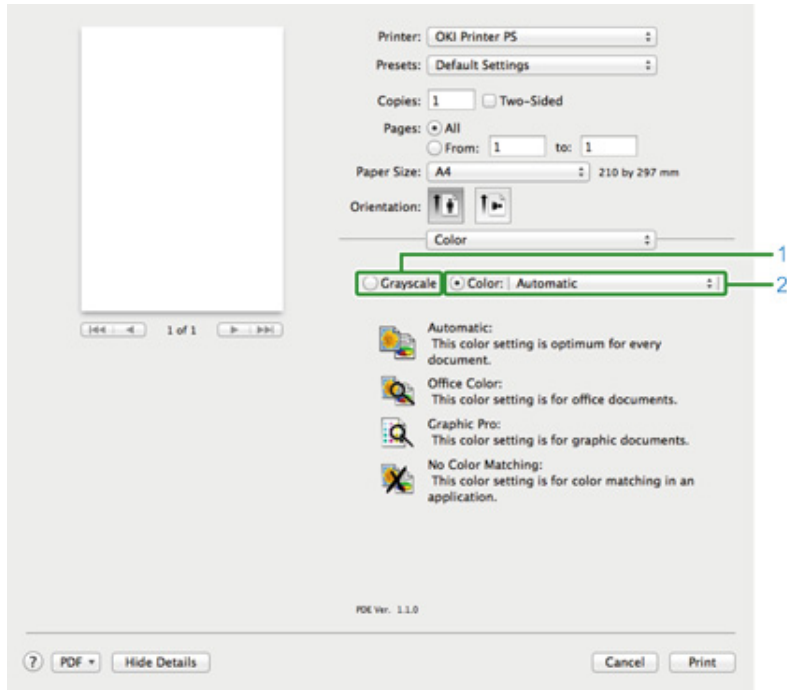 Printer: OKI Printer PS
Presets: Default Settings
Copies: 1 Two-Sided
Pages: All
From: 1 to: 1
Paper Size: A4 210 by 297 mm
Orientation:
Color
1
Grayscale Color: Automatic
2
1 of 1
Automatic:
This color setting is optimum for every
document.
Office Color:
This color setting is for office documents.
Graphic Pro:
This color setting is for graphic documents.
No Color Matching:
This color setting is for color matching in an
application.
PDE Ver. 1.1.0
? PDF Hide Details Cancel Print